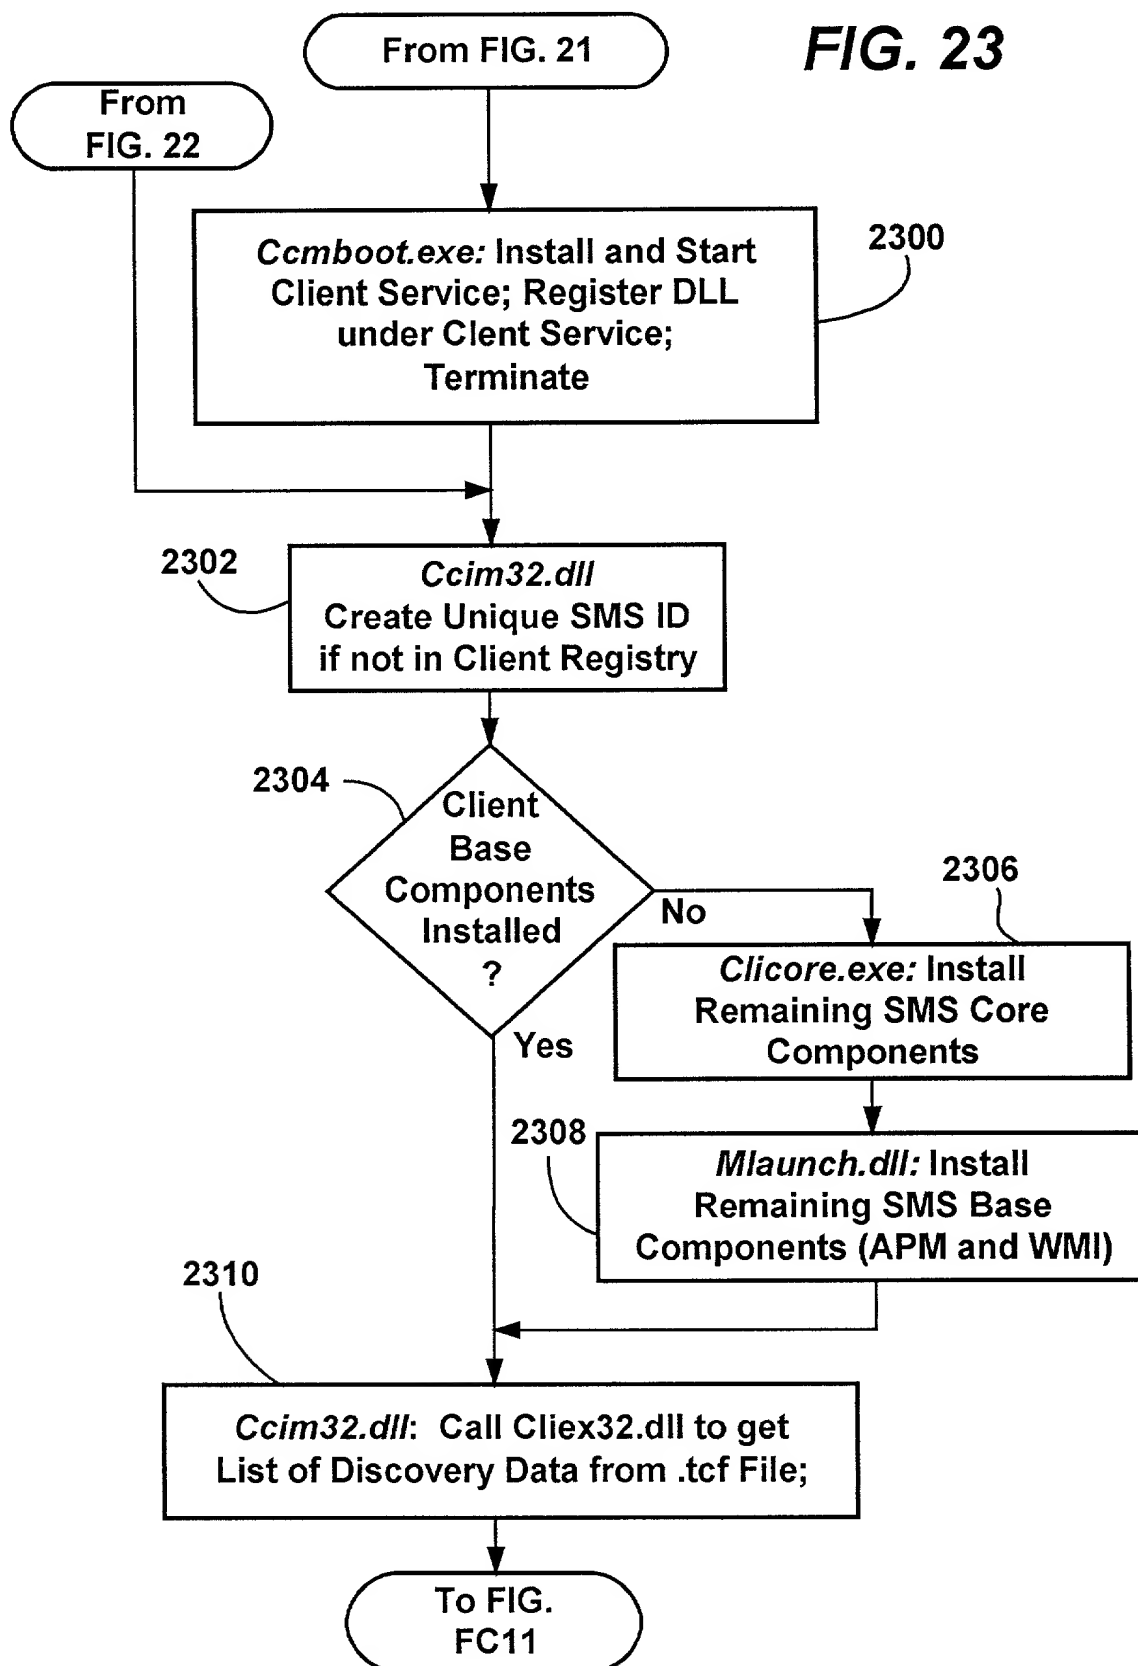 From FIG. 21
FIG. 23
From
FIG. 22
Ccmboot.exe: Install and Start
Client Service; Register DLL
under Clent Service;
Terminate
2300
2302
Ccim32.dll
Create Unique SMS ID
if not in Client Registry
2304
Client
Base
Components
Installed
?
No
Yes
2306
Clicore.exe: Install
Remaining SMS Core
Components
2308
Mlaunch.dll: Install
Remaining SMS Base
Components (APM and WMI)
2310
Ccim32.dll: Call Cliex32.dll to get
List of Discovery Data from .tcf File;
To FIG.
FC11